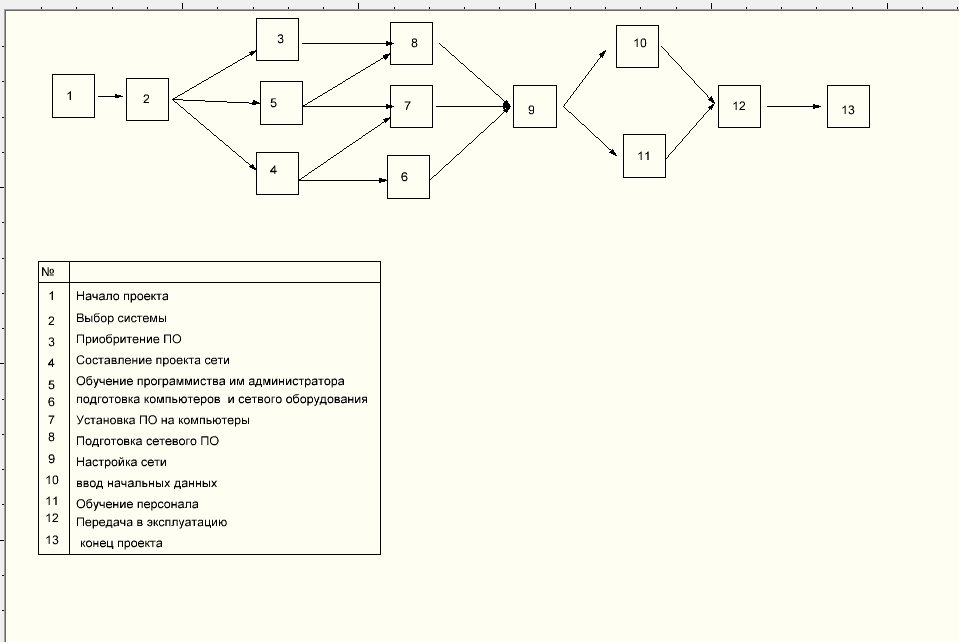 3
8
10
1
2
5
7
9
12
13
11
4
6
№
1 Начало проекта
2 Выбор системы
3 Приобритение ПО
4 Составление проекта сети
5 Обучение программиства им администратора
6 подготовка компьютеров и сетвого оборудования
7 Установка ПО на компьютеры
8 Подготовка сетевого ПО
9 Настройка сети
10 ввод начальных данных
11 Обучение персонала
12 Передача в эксплуатацию
13 конец проекта